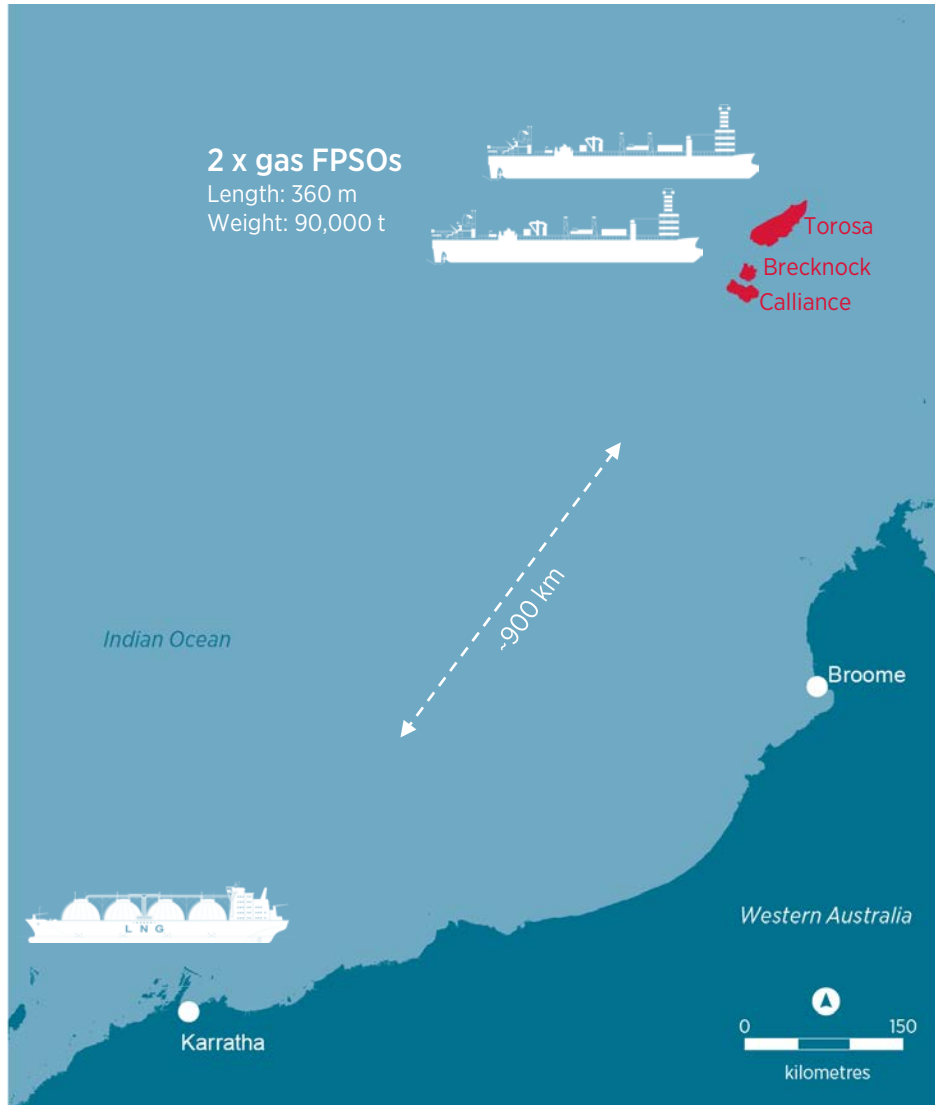 2 x gas FPSOs
Length: 360 m
Weight: 90,000 t
Torosa
Brecknock
Calliance
~900 km
Indian Ocean
Broome
LNG
Western Australia
Karratha
0 150
kilometres